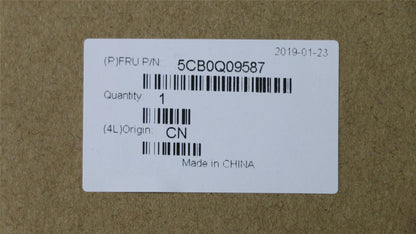 2019-01-23
(P)FRU P/N: 5CB0Q09587
Quantity: 1
(4L)Origin: CN
Made in CHINA